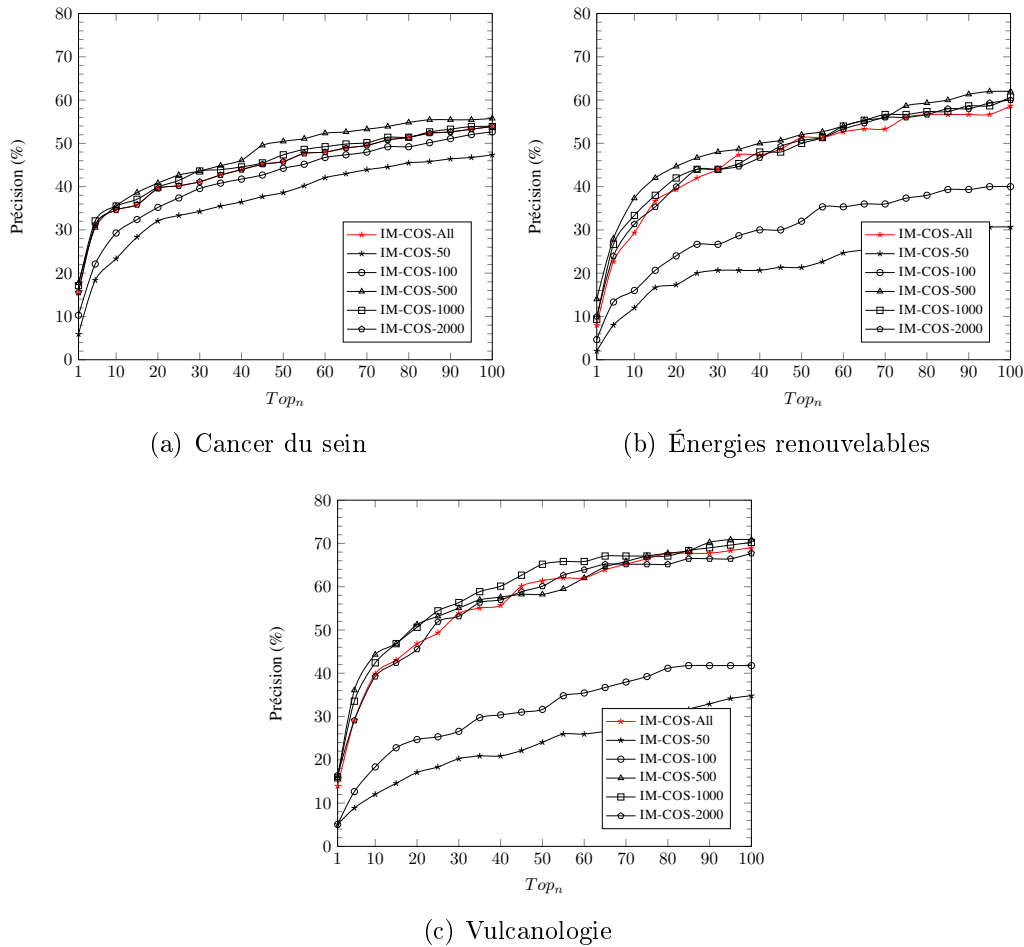 80
70
60
50
40
30
20
10
0
Précision (%)
IM-COS-All
IM-COS-50
IM-COS-100
IM-COS-500
IM-COS-1000
IM-COS-2000
1 10 20 30 40 50 60 70 80 90 100
Top_n
(a) Cancer du sein
80
70
60
50
40
30
20
10
0
Précision (%)
IM-COS-All
IM-COS-50
IM-COS-100
IM-COS-500
IM-COS-1000
IM-COS-2000
1 10 20 30 40 50 60 70 80 90 100
Top_n
(b) Énergies renouvelables
80
70
60
50
40
30
20
10
0
Précision (%)
IM-COS-All
IM-COS-50
IM-COS-100
IM-COS-500
IM-COS-1000
IM-COS-2000
1 10 20 30 40 50 60 70 80 90 100
Top_n
(c) Vulcanologie